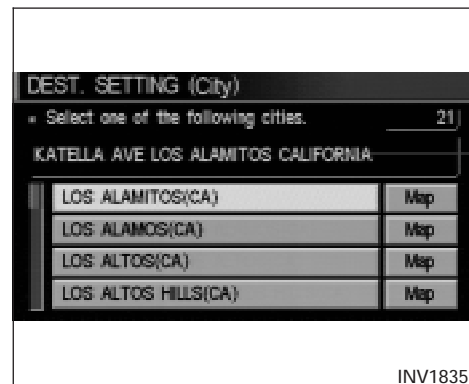 DEST. SETTING (City)
Select one of the following cities. 21
KATELLA AVE LOS ALAMITOS CALIFORNIA
LOS ALAMITOS(CA) Map
LOS ALAMOS(CA) Map
LOS ALTOS(CA) Map
LOS ALTOS HILLS(CA) Map
INV1835